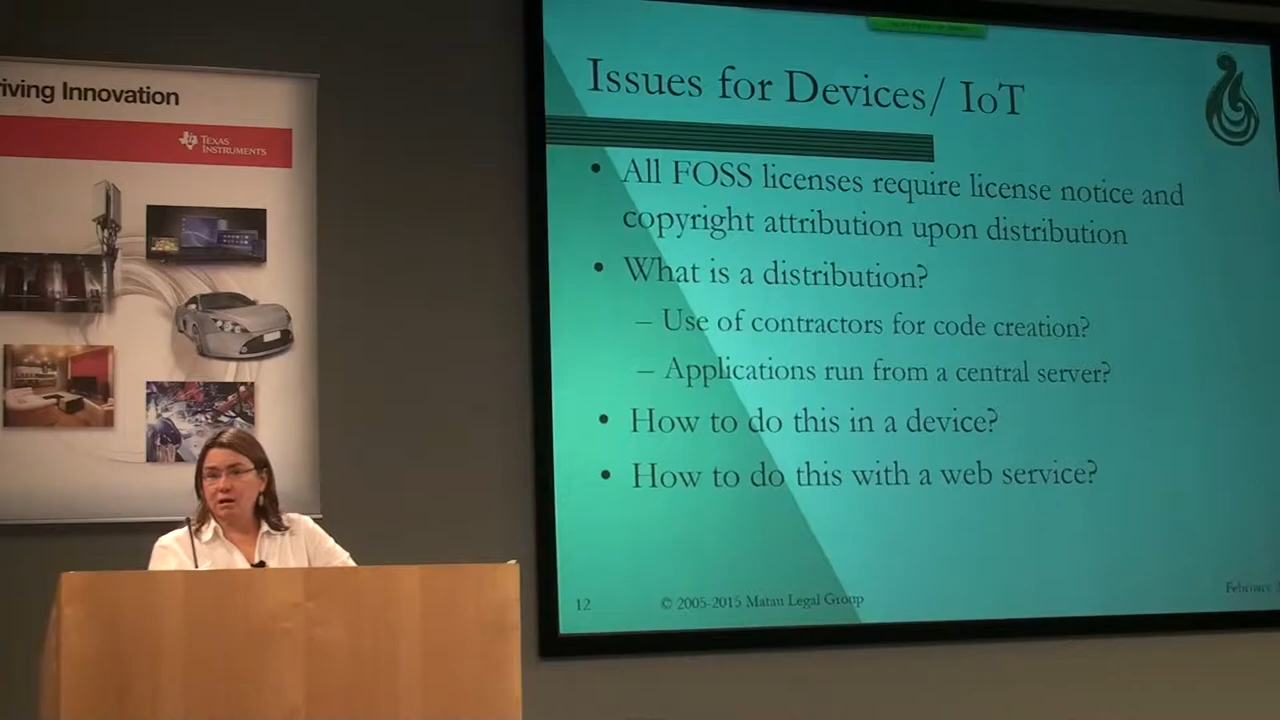 iving Innovation
TEXAS
INSTRUMENTS
Issues for Devices/ IoT
• All FOSS licenses require license notice and
copyright attribution upon distribution
• What is a distribution?
– Use of contractors for code creation?
– Applications run from a central server?
• How to do this in a device?
• How to do this with a web service?
12
© 2005-2015 Matau Legal Group
February